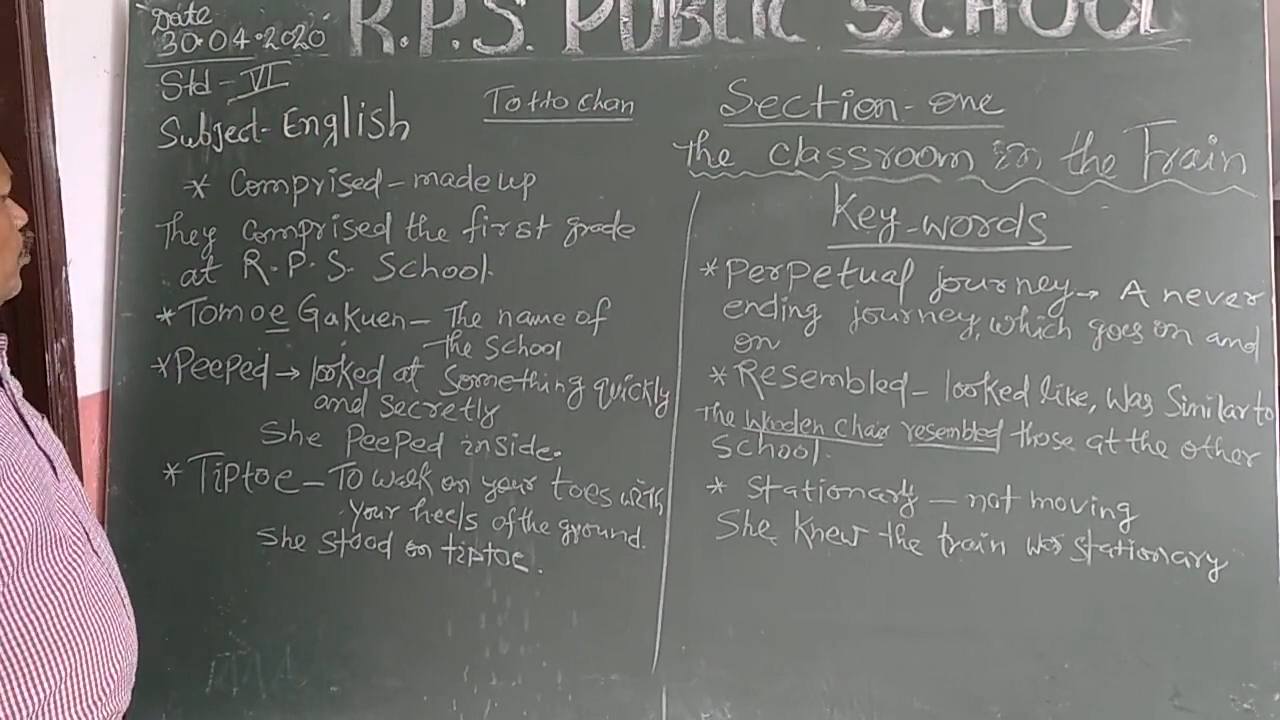 Date
30.04.2020
R.P.S. PUBLIC SCHOOL
Std - VI
Subject - English
Totto chan
Section - one
The classroom in the Train
* Comprised - made up
They comprised the first grade
at R.P.S. School.
* Tomoe Gakuen - The name of
the school
* Peeped → looked at something quickly
and secretly
She peeped inside.
* Tiptoe - To walk on your toes with
your heels of the ground.
She stood on tiptoe.
Key-words
* Perpetual journey → A never
ending journey, which goes on and
on
* Resembled - looked like, was similar to
The wooden chair resembled those at the other
school.
* Stationary - not moving
She knew the train was stationary